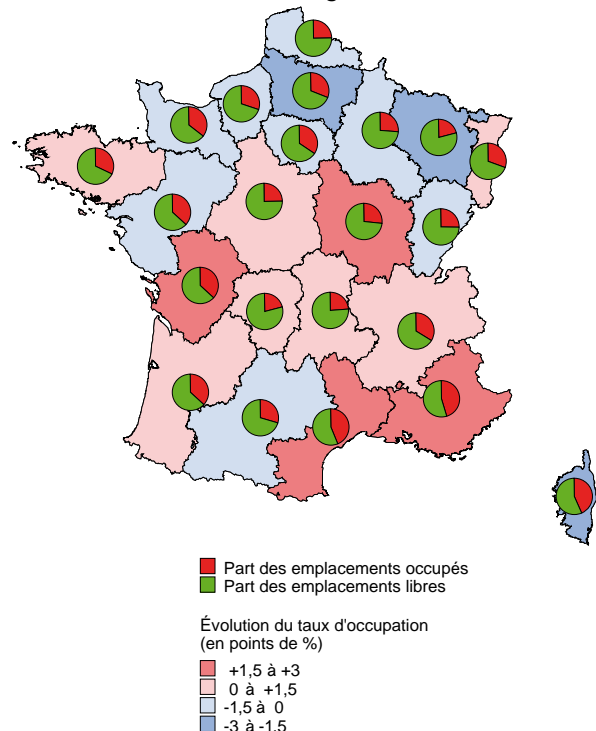 Part des emplacements occupés
Part des emplacements libres
Évolution du taux d'occupation
(en points de %)
+1,5 à +3
0 à +1,5
-1,5 à 0
-3 à -1,5